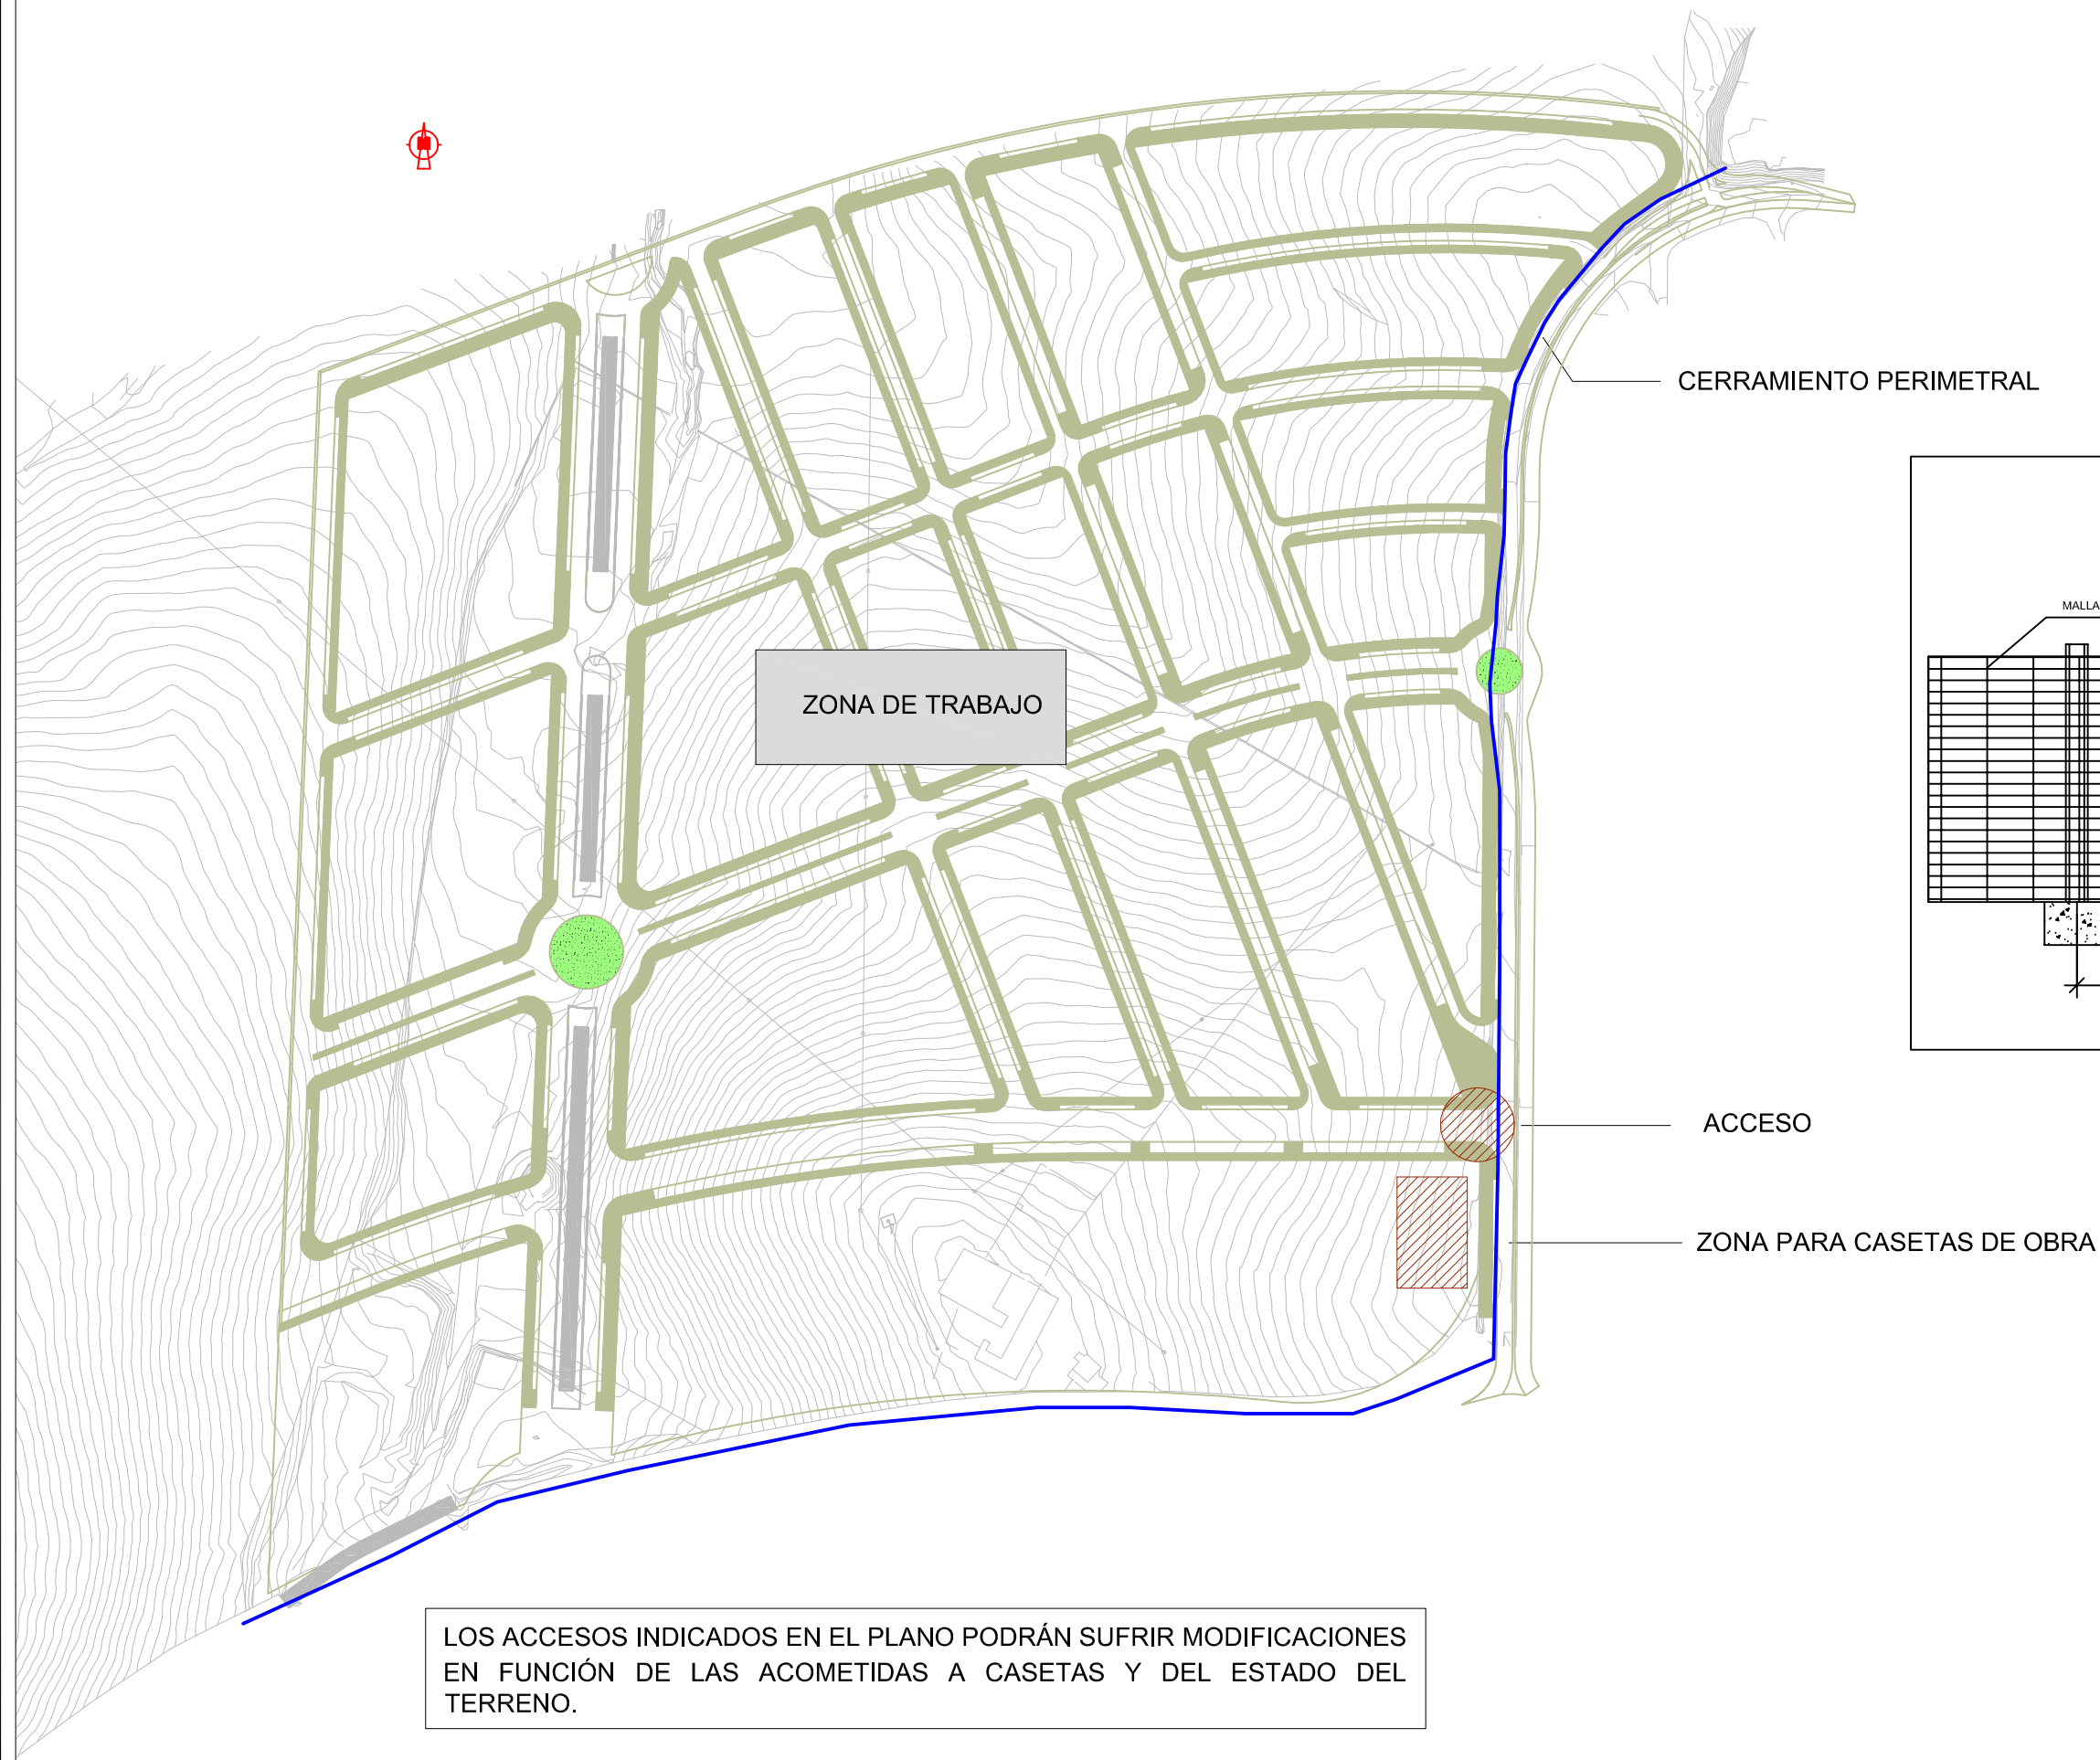 CERRAMIENTO PERIMETRAL
MALLA
ZONA DE TRABAJO
ACCESO
ZONA PARA CASETAS DE OBRA
LOS ACCESOS INDICADOS EN EL PLANO PODRÁN SUFRIR MODIFICACIONES
EN FUNCIÓN DE LAS ACOMETIDAS A CASETAS Y DEL ESTADO DEL
TERRENO.